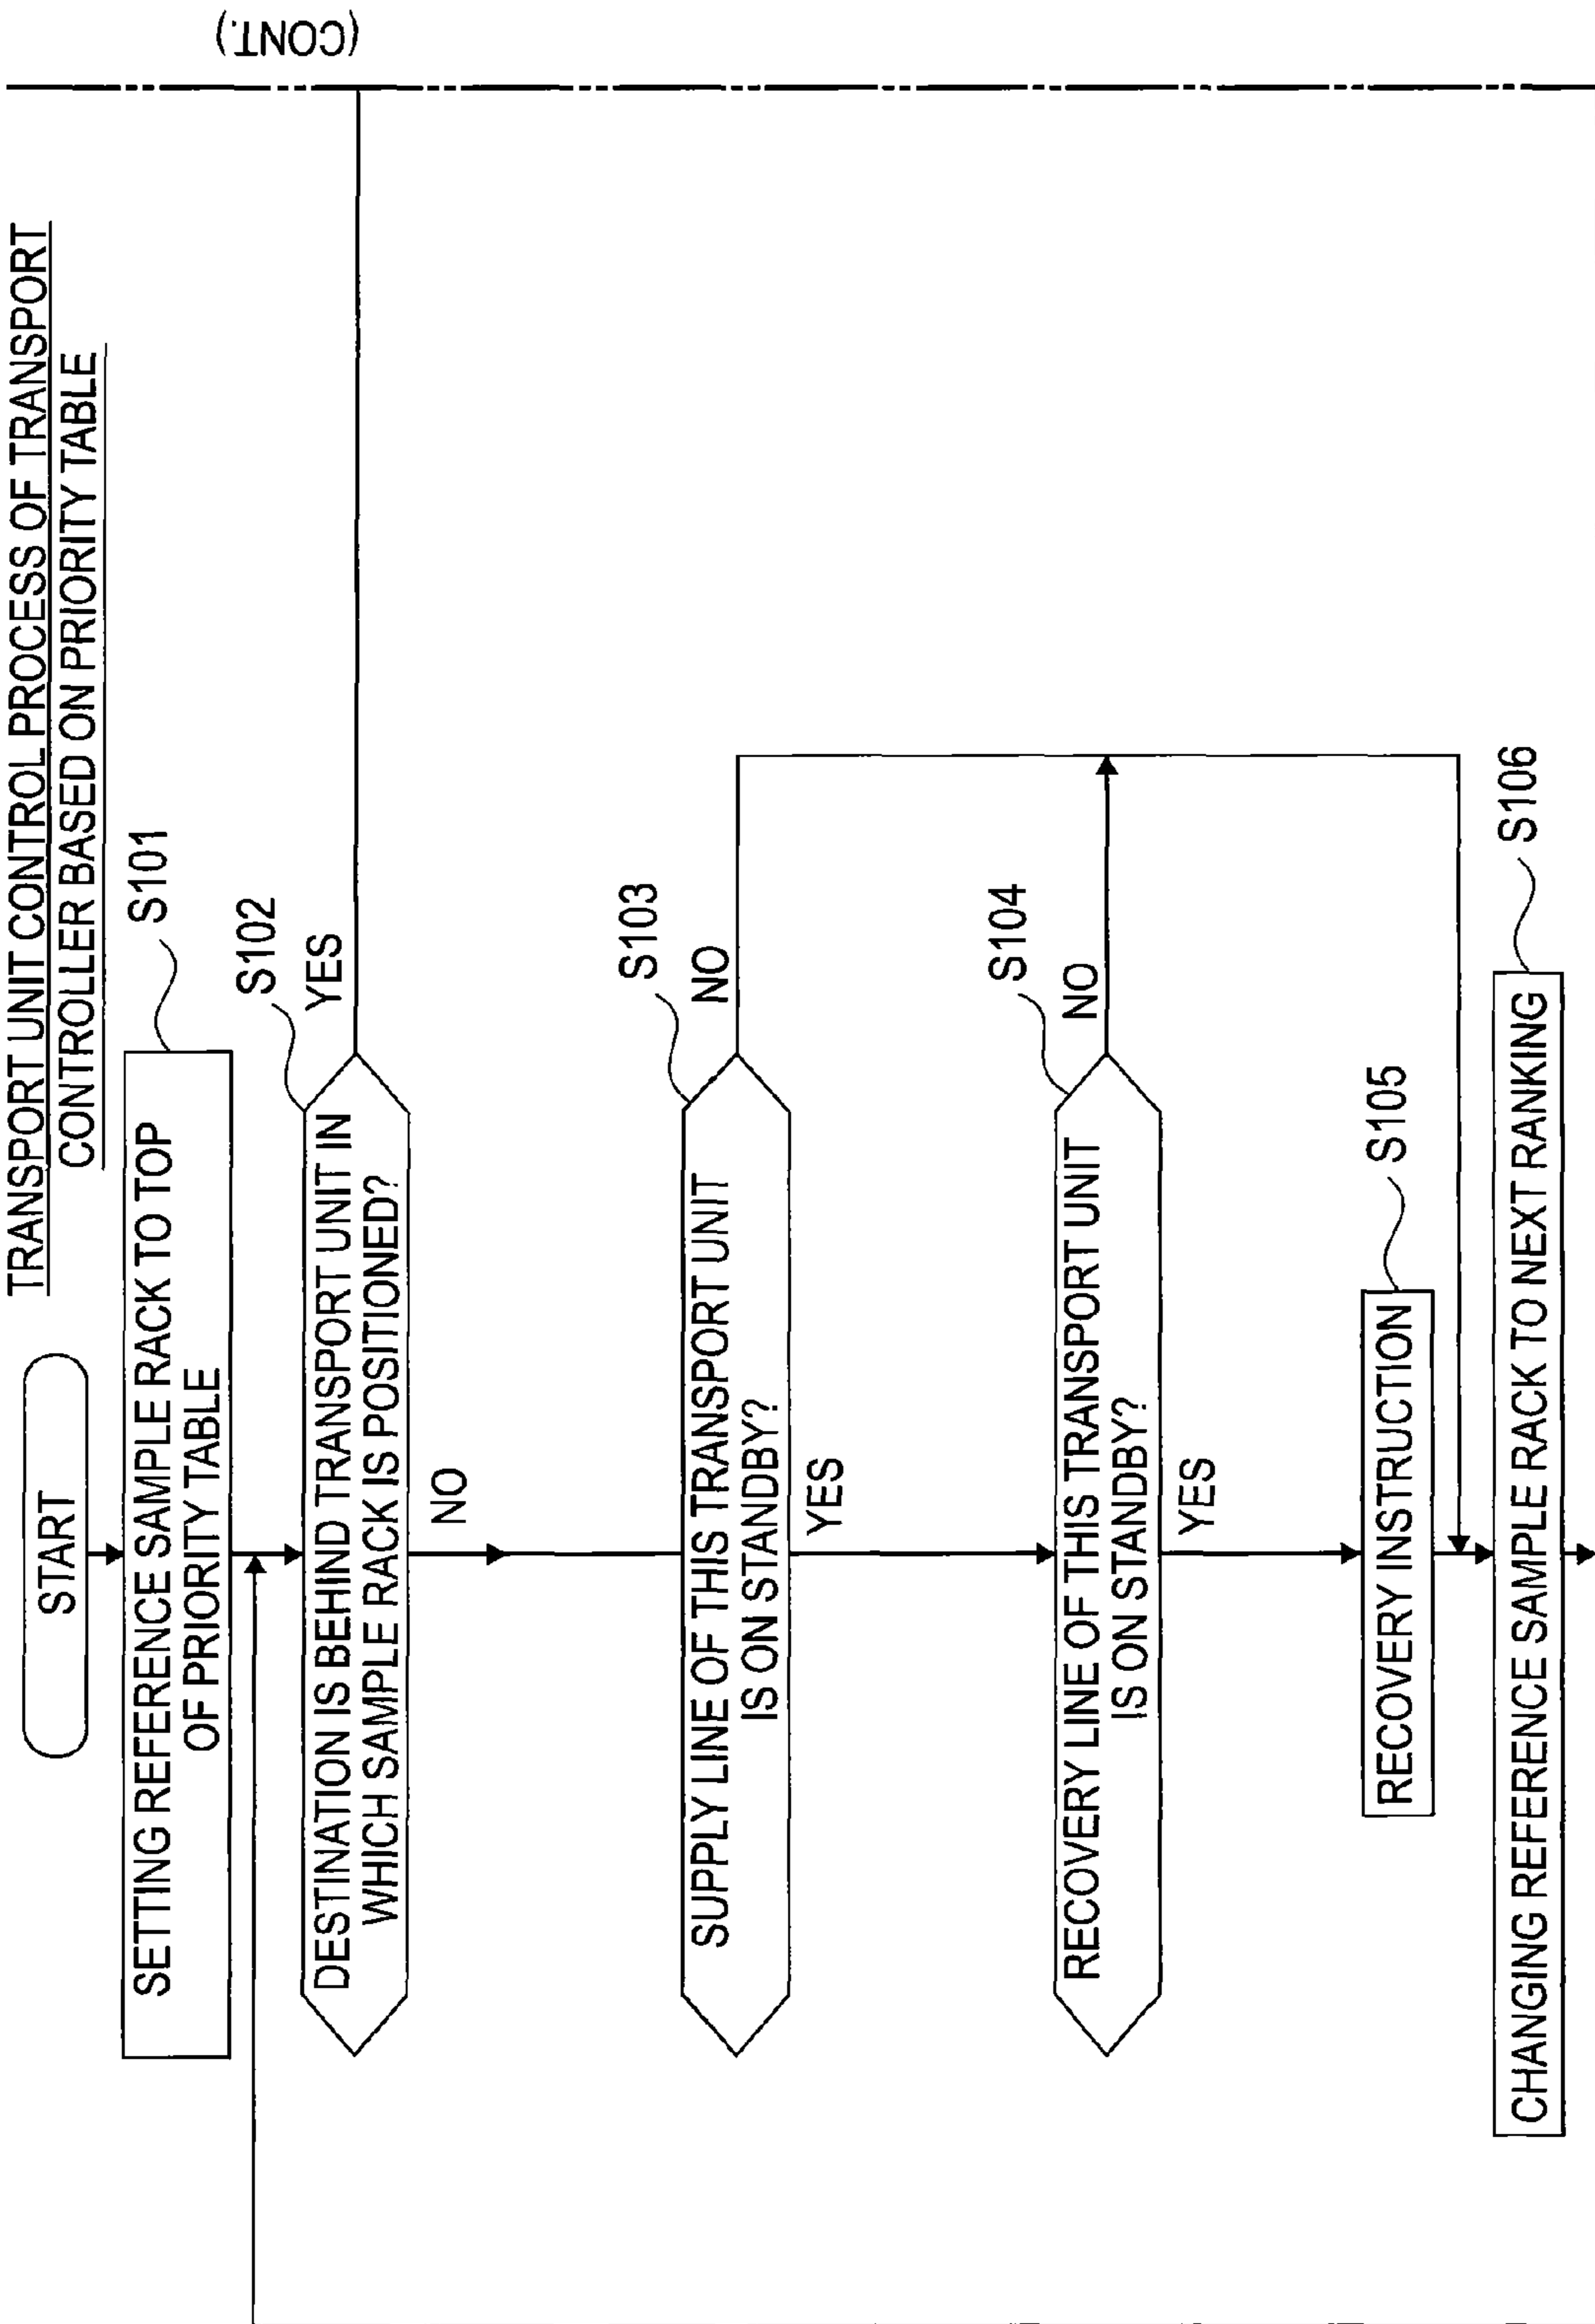 TRANSPORT UNIT CONTROL PROCESS OF TRANSPORT
CONTROLLER BASED ON PRIORITY TABLE
START
SETTING REFERENCE SAMPLE RACK TO TOP
OF PRIORITY TABLE
S101
DESTINATION IS BEHIND TRANSPORT UNIT IN
WHICH SAMPLE RACK IS POSITIONED?
S102
YES
(CONT.)
NO
SUPPLY LINE OF THIS TRANSPORT UNIT
IS ON STANDBY?
S103
NO
YES
RECOVERY LINE OF THIS TRANSPORT UNIT
IS ON STANDBY?
S104
NO
YES
RECOVERY INSTRUCTION
S105
CHANGING REFERENCE SAMPLE RACK TO NEXT RANKING
S106